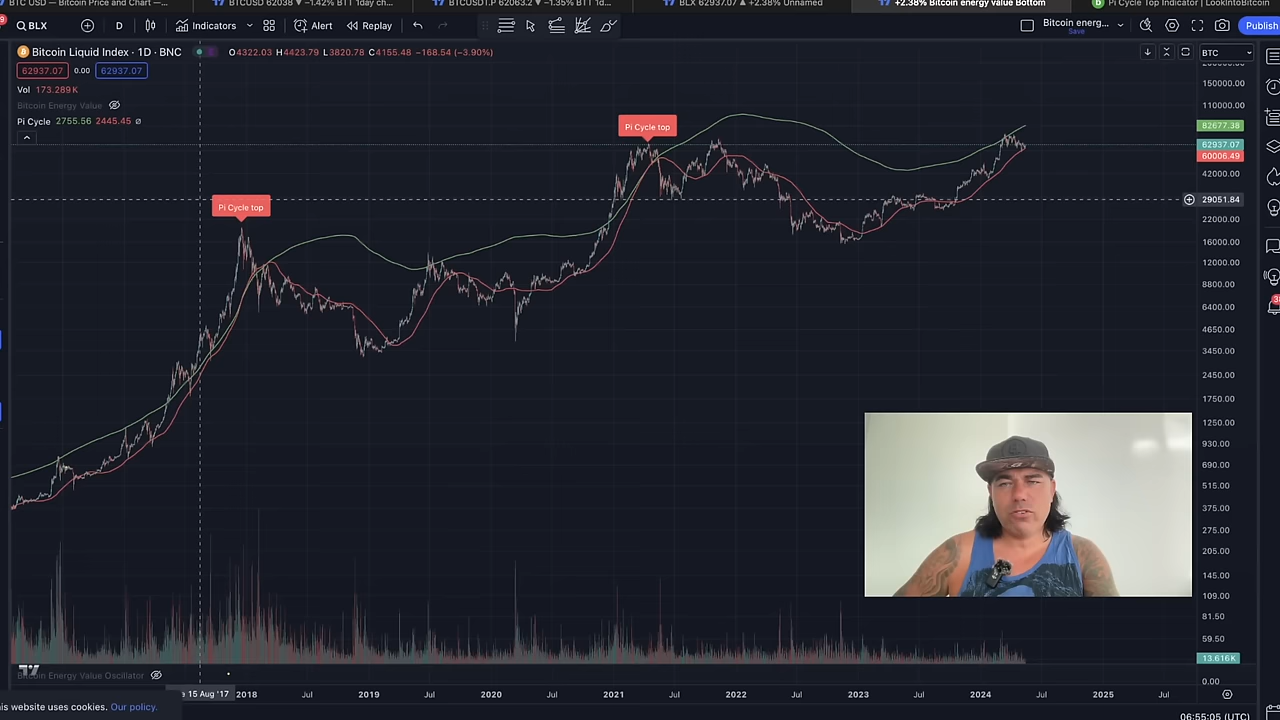 BTC USD — Bitcoin Price and Chart —...
BTCUSD 62038 ▼ −1.42% BTT 1day ch...
BTCUSDT.P 62063.2 ▼ −1.35% BTT 1d...
BLX 62937.07 ▲ +2.38% Unnamed
+2.38% Bitcoin energy value Bottom
Pi Cycle Top Indicator | LookIntoBitcoin
BLX
D
Indicators
Alert
Replay
Bitcoin energ...
Save
Publish
Bitcoin Liquid Index · 1D · BNC
O4322.03 H4423.79 L3820.78 C4155.48 −168.54 (−3.90%)
BTC
62937.07 0.00 62937.07
Vol 173.289K
Bitcoin Energy Value
Pi Cycle 2755.56 2445.45 ø
Pi Cycle top
Pi Cycle top
150000.00
110000.00
82677.38
62937.07
60006.49
42000.00
29051.84
22000.00
16000.00
12000.00
8800.00
6400.00
4650.00
3450.00
2450.00
1750.00
1250.00
930.00
690.00
515.00
375.00
275.00
205.00
145.00
109.00
81.50
59.50
13.616K
0.00
Bitcoin Energy Value Oscillator
e 15 Aug '17
2018
Jul
2019
Jul
2020
Jul
2021
Jul
2022
Jul
2023
Jul
2024
Jul
2025
Jul
is website uses cookies. Our policy.
06:55:05 (UTC)